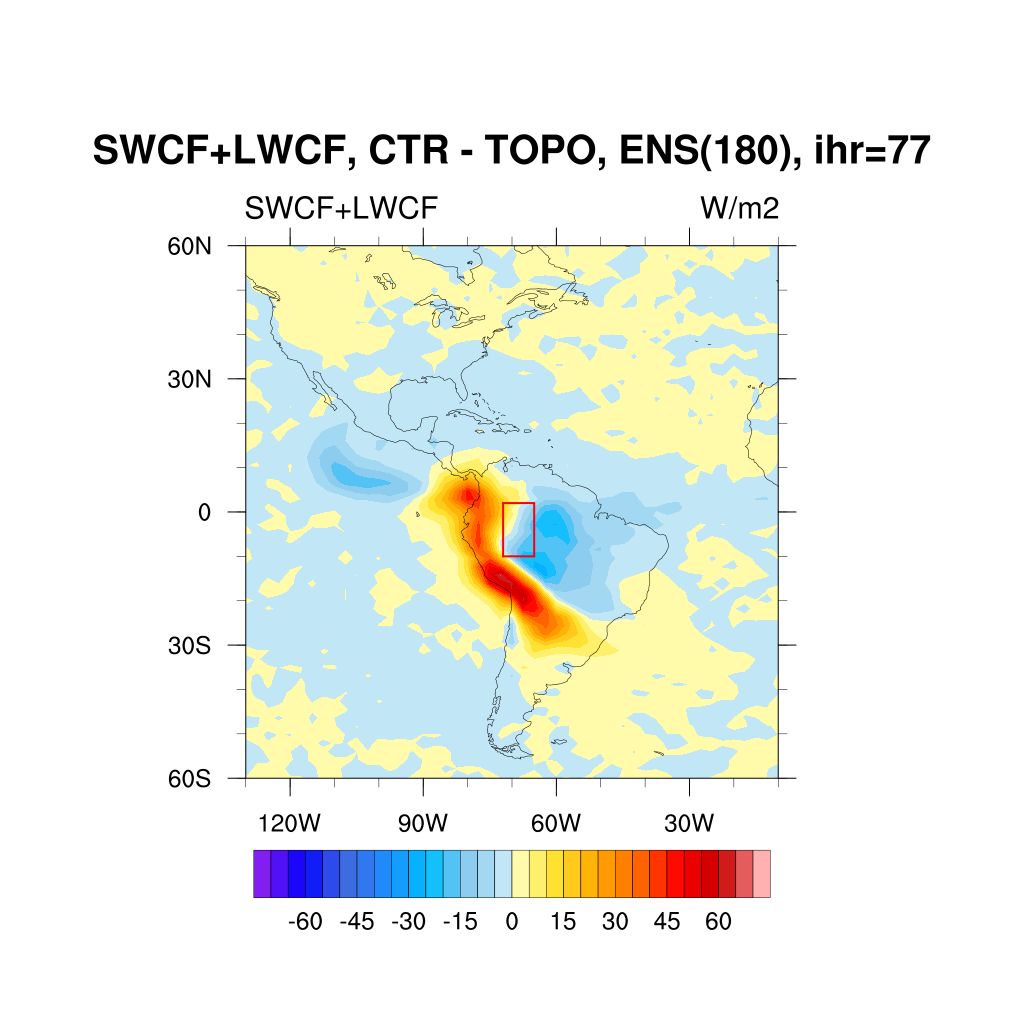 SWCF+LWCF, CTR - TOPO, ENS(180), ihr=77
SWCF+LWCF W/m2
60N
30N
0
30S
60S
120W 90W 60W 30W
-60 -45 -30 -15 0 15 30 45 60